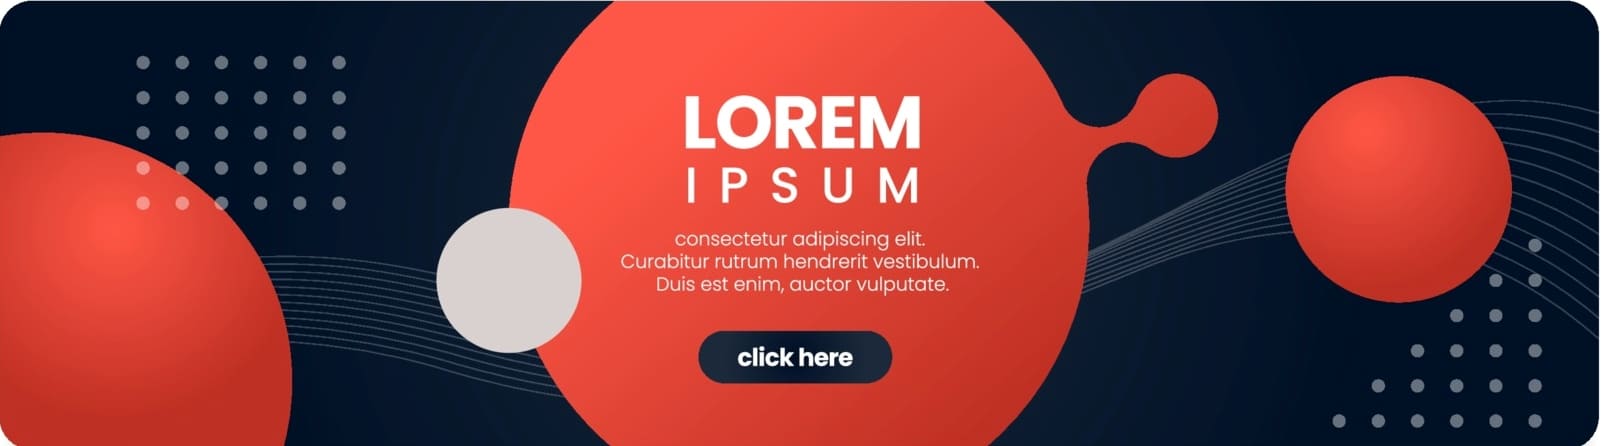 LOREM
IPSUM
consectetur adipiscing elit.
Curabitur rutrum hendrerit vestibulum.
Duis est enim, auctor vulputate.
click here